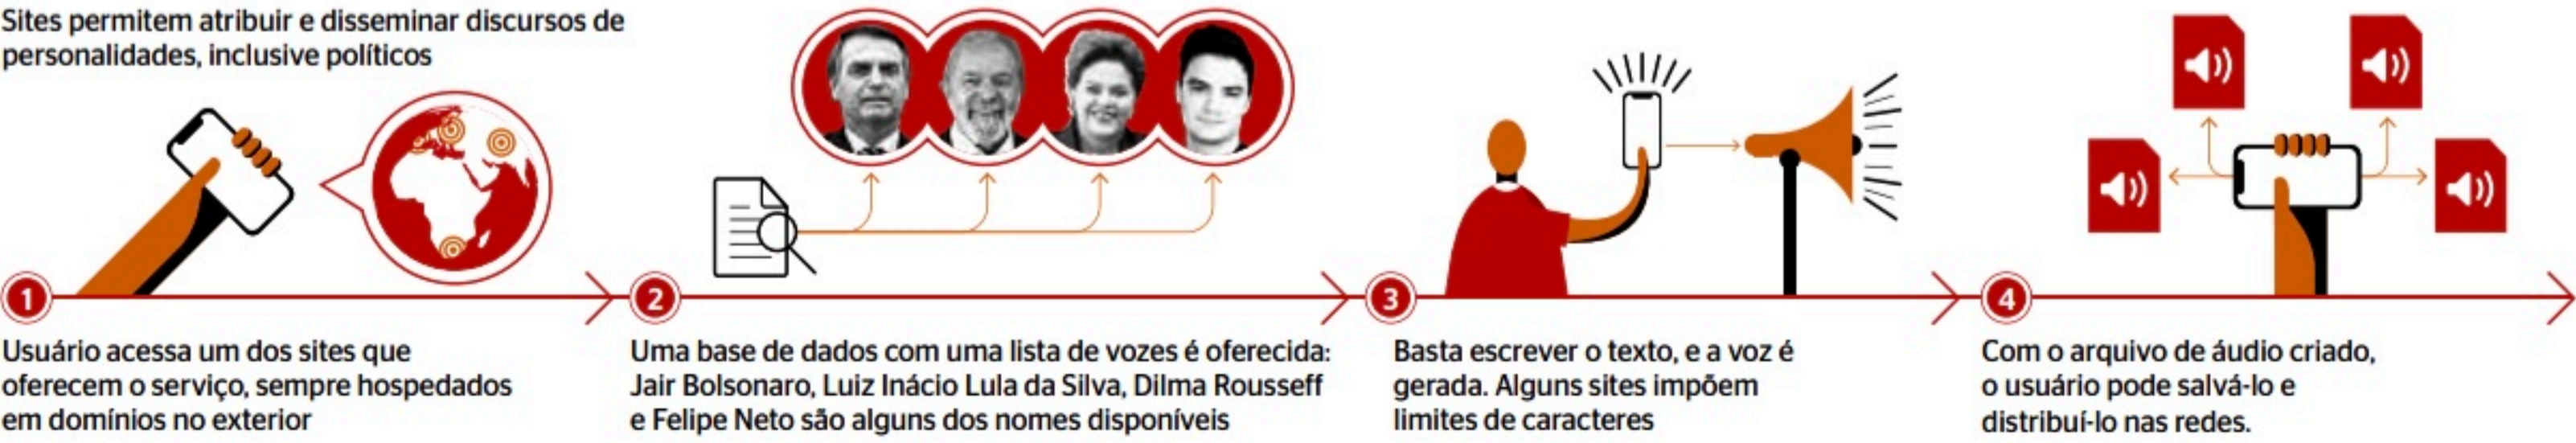 Sites permitem atribuir e disseminar discursos de
personalidades, inclusive políticos
1
Usuário acessa um dos sites que
oferecem o serviço, sempre hospedados
em domínios no exterior
2
Uma base de dados com uma lista de vozes é oferecida:
Jair Bolsonaro, Luiz Inácio Lula da Silva, Dilma Rousseff
e Felipe Neto são alguns dos nomes disponíveis
3
Basta escrever o texto, e a voz é
gerada. Alguns sites impõem
limites de caracteres
4
Com o arquivo de áudio criado,
o usuário pode salvá-lo e
distribuí-lo nas redes.